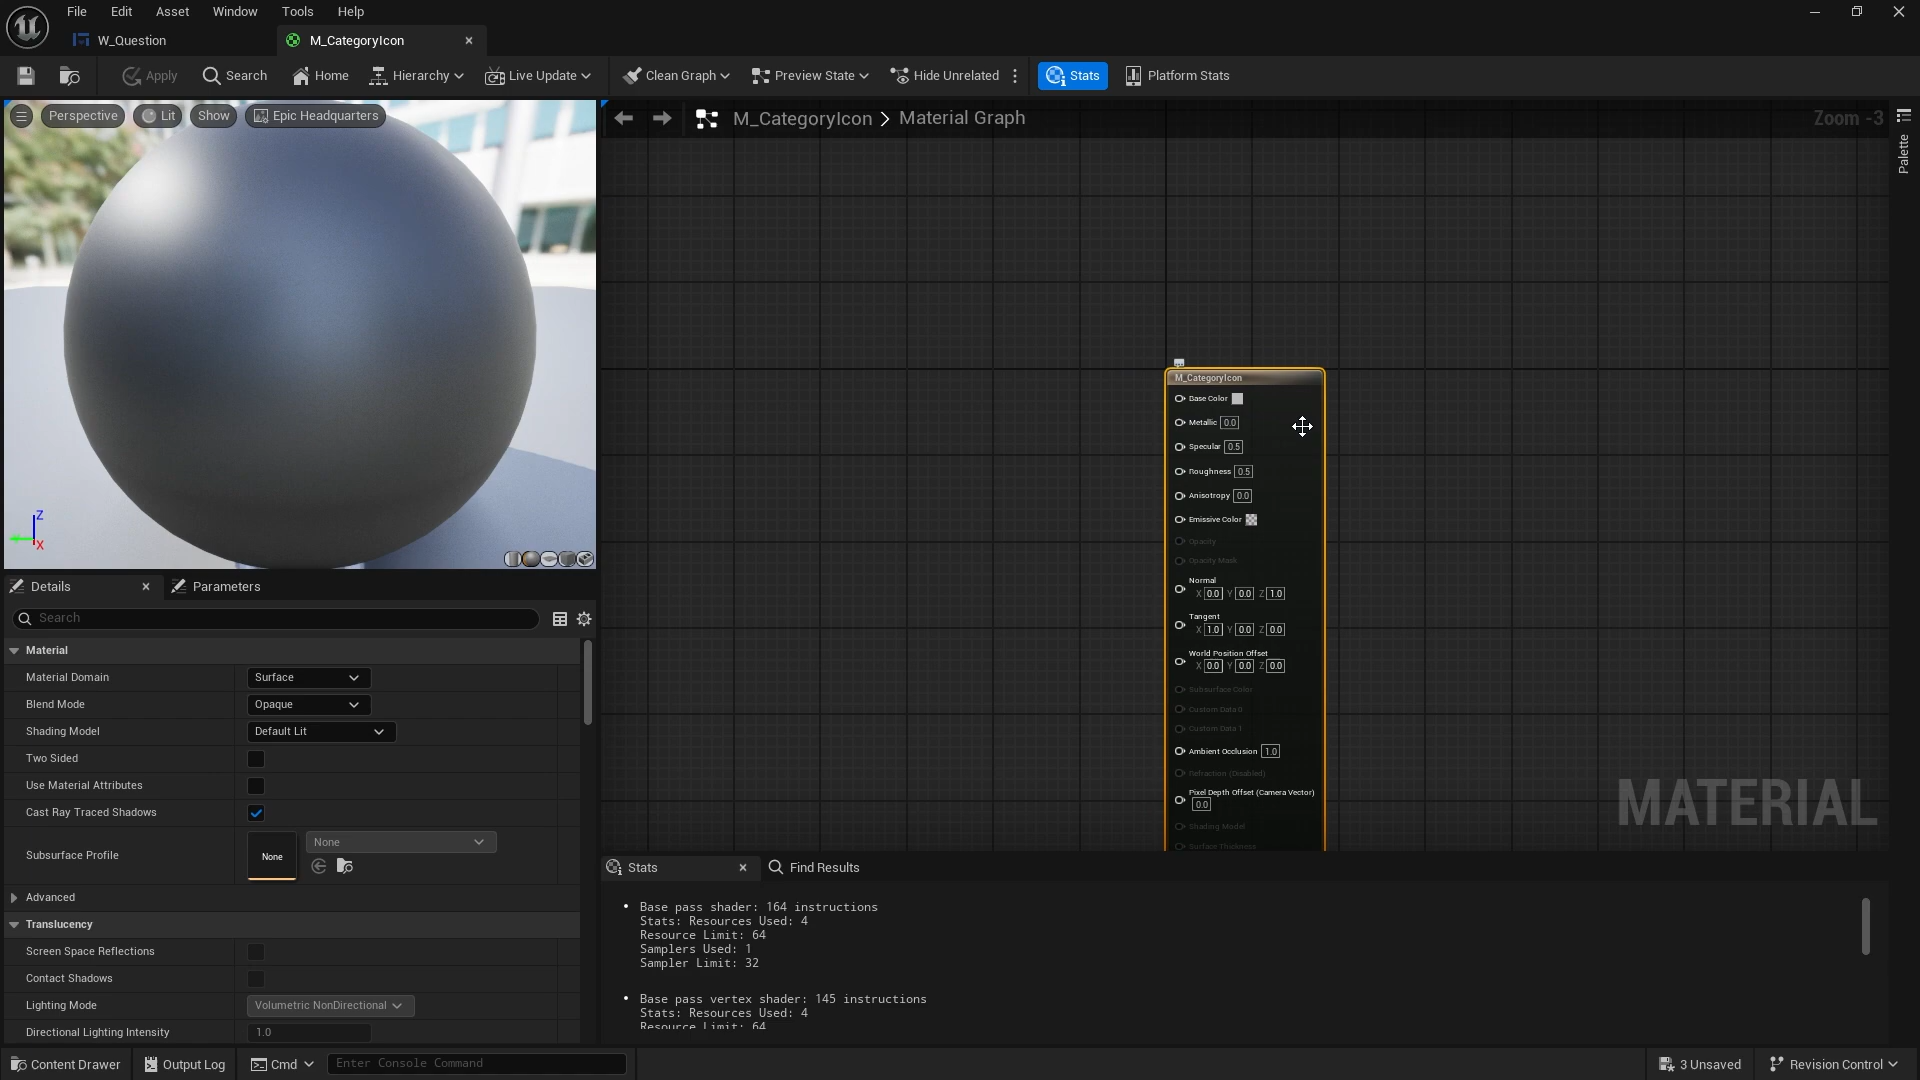 File Edit Asset Window Tools Help
W_Question
M_CategoryIcon
Apply Search Home Hierarchy Live Update Clean Graph Preview State Hide Unrelated Stats Platform Stats
Perspective Lit Show Epic Headquarters
M_CategoryIcon > Material Graph
Zoom -3
Palette
Z
X
M_CategoryIcon
Base Color
Metallic 0.0
Specular 0.5
Roughness 0.5
Anisotropy 0.0
Emissive Color
Opacity
Opacity Mask
Normal
X 0.0 Y 0.0 Z 1.0
Tangent
X 1.0 Y 0.0 Z 0.0
World Position Offset
X 0.0 Y 0.0 Z 0.0
Subsurface Color
Custom Data 0
Custom Data 1
Ambient Occlusion 1.0
Refraction (Disabled)
Pixel Depth Offset (Camera Vector)
0.0
Shading Model
Surface Thickness
MATERIAL
Details
Parameters
Search
Material
Material Domain Surface
Blend Mode Opaque
Shading Model Default Lit
Two Sided
Use Material Attributes
Cast Ray Traced Shadows
Subsurface Profile None None
Advanced
Translucency
Screen Space Reflections
Contact Shadows
Lighting Mode Volumetric NonDirectional
Directional Lighting Intensity 1.0
Stats
Find Results
• Base pass shader: 164 instructions
Stats: Resources Used: 4
Resource Limit: 64
Samplers Used: 1
Sampler Limit: 32
• Base pass vertex shader: 145 instructions
Stats: Resources Used: 4
Resource Limit: 64
Content Drawer Output Log Cmd Enter Console Command 3 Unsaved Revision Control